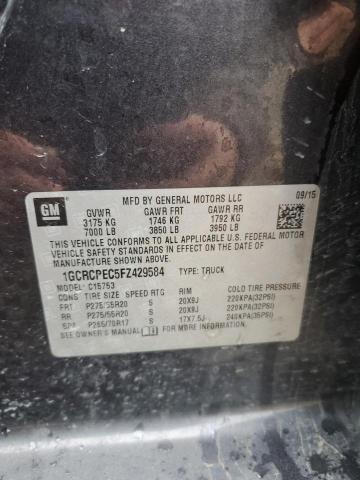 GM
MFD BY GENERAL MOTORS LLC 09/15
GVWR GAWR FRT GAWR RR
3175 KG 1746 KG 1792 KG
7000 LB 3850 LB 3950 LB
THIS VEHICLE CONFORMS TO ALL APPLICABLE U.S. FEDERAL MOTOR
VEHICLE SAFETY STANDARDS IN EFFECT ON THE DATE OF
MANUFACTURE SHOWN ABOVE.
1GCRCPEC5FZ429584 TYPE: TRUCK
MODEL: C15753
CONS TIRE SIZE SPEED RTG RIM COLD TIRE PRESSURE
FRT P275/55R20 S 20X9J 220KPA(32PSI)
RR P275/55R20 S 20X9J 220KPA(32PSI)
SPA P265/70R17 S 17X7.5J 240KPA(35PSI)
SEE OWNER'S MANUAL FOR ADDITIONAL INFORMATION